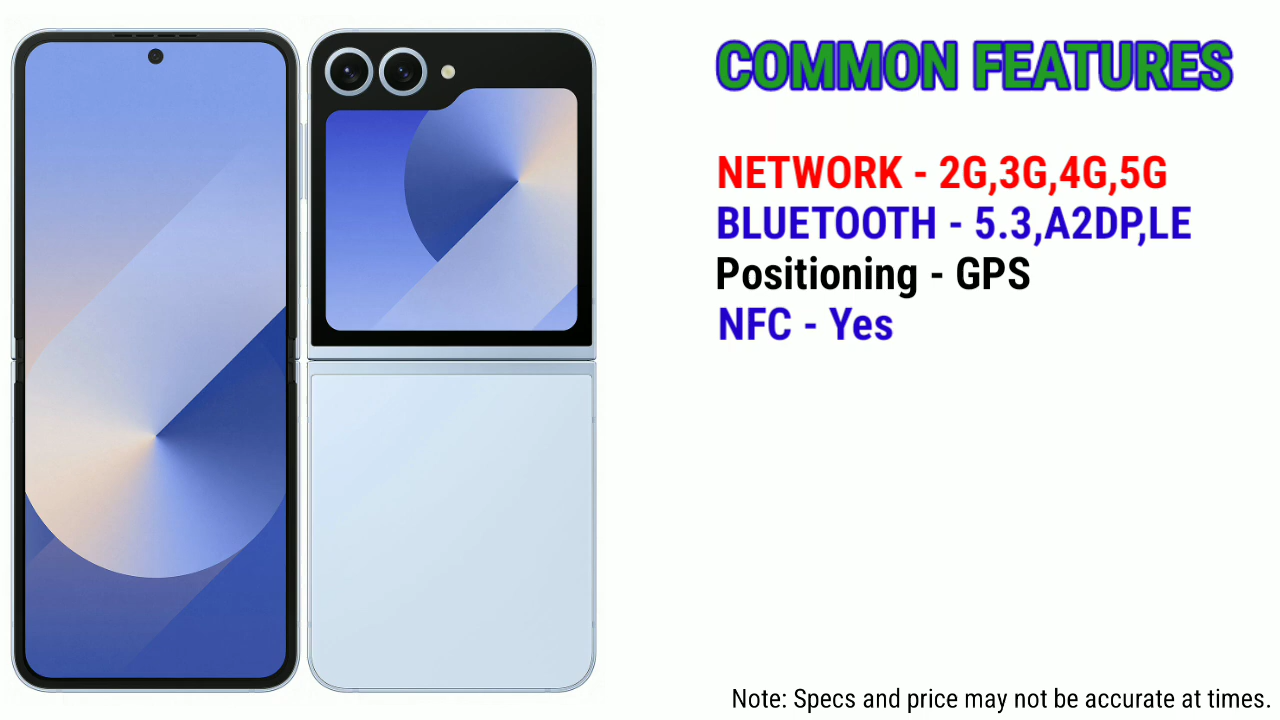 COMMON FEATURES
NETWORK - 2G,3G,4G,5G
BLUETOOTH - 5.3,A2DP,LE
Positioning - GPS
NFC - Yes
Note: Specs and price may not be accurate at times.